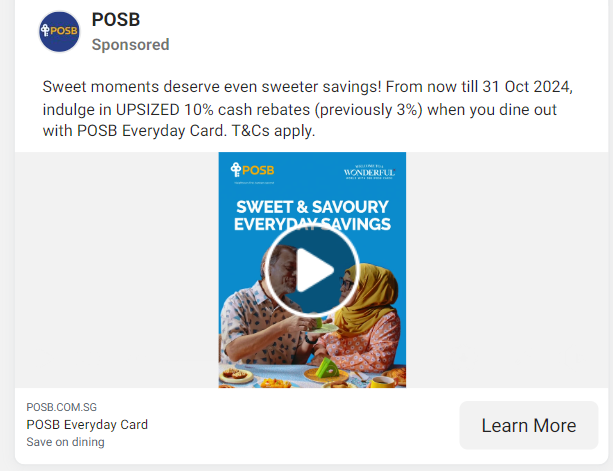 POSB
Sponsored
Sweet moments deserve even sweeter savings! From now till 31 Oct 2024,
indulge in UPSIZED 10% cash rebates (previously 3%) when you dine out
with POSB Everyday Card. T&Cs apply.
POSB
POSB
WONDERFUL
SWEET & SAVOURY
EVERYDAY SAVINGS
POSB.COM.SG
POSB Everyday Card
Save on dining
Learn More